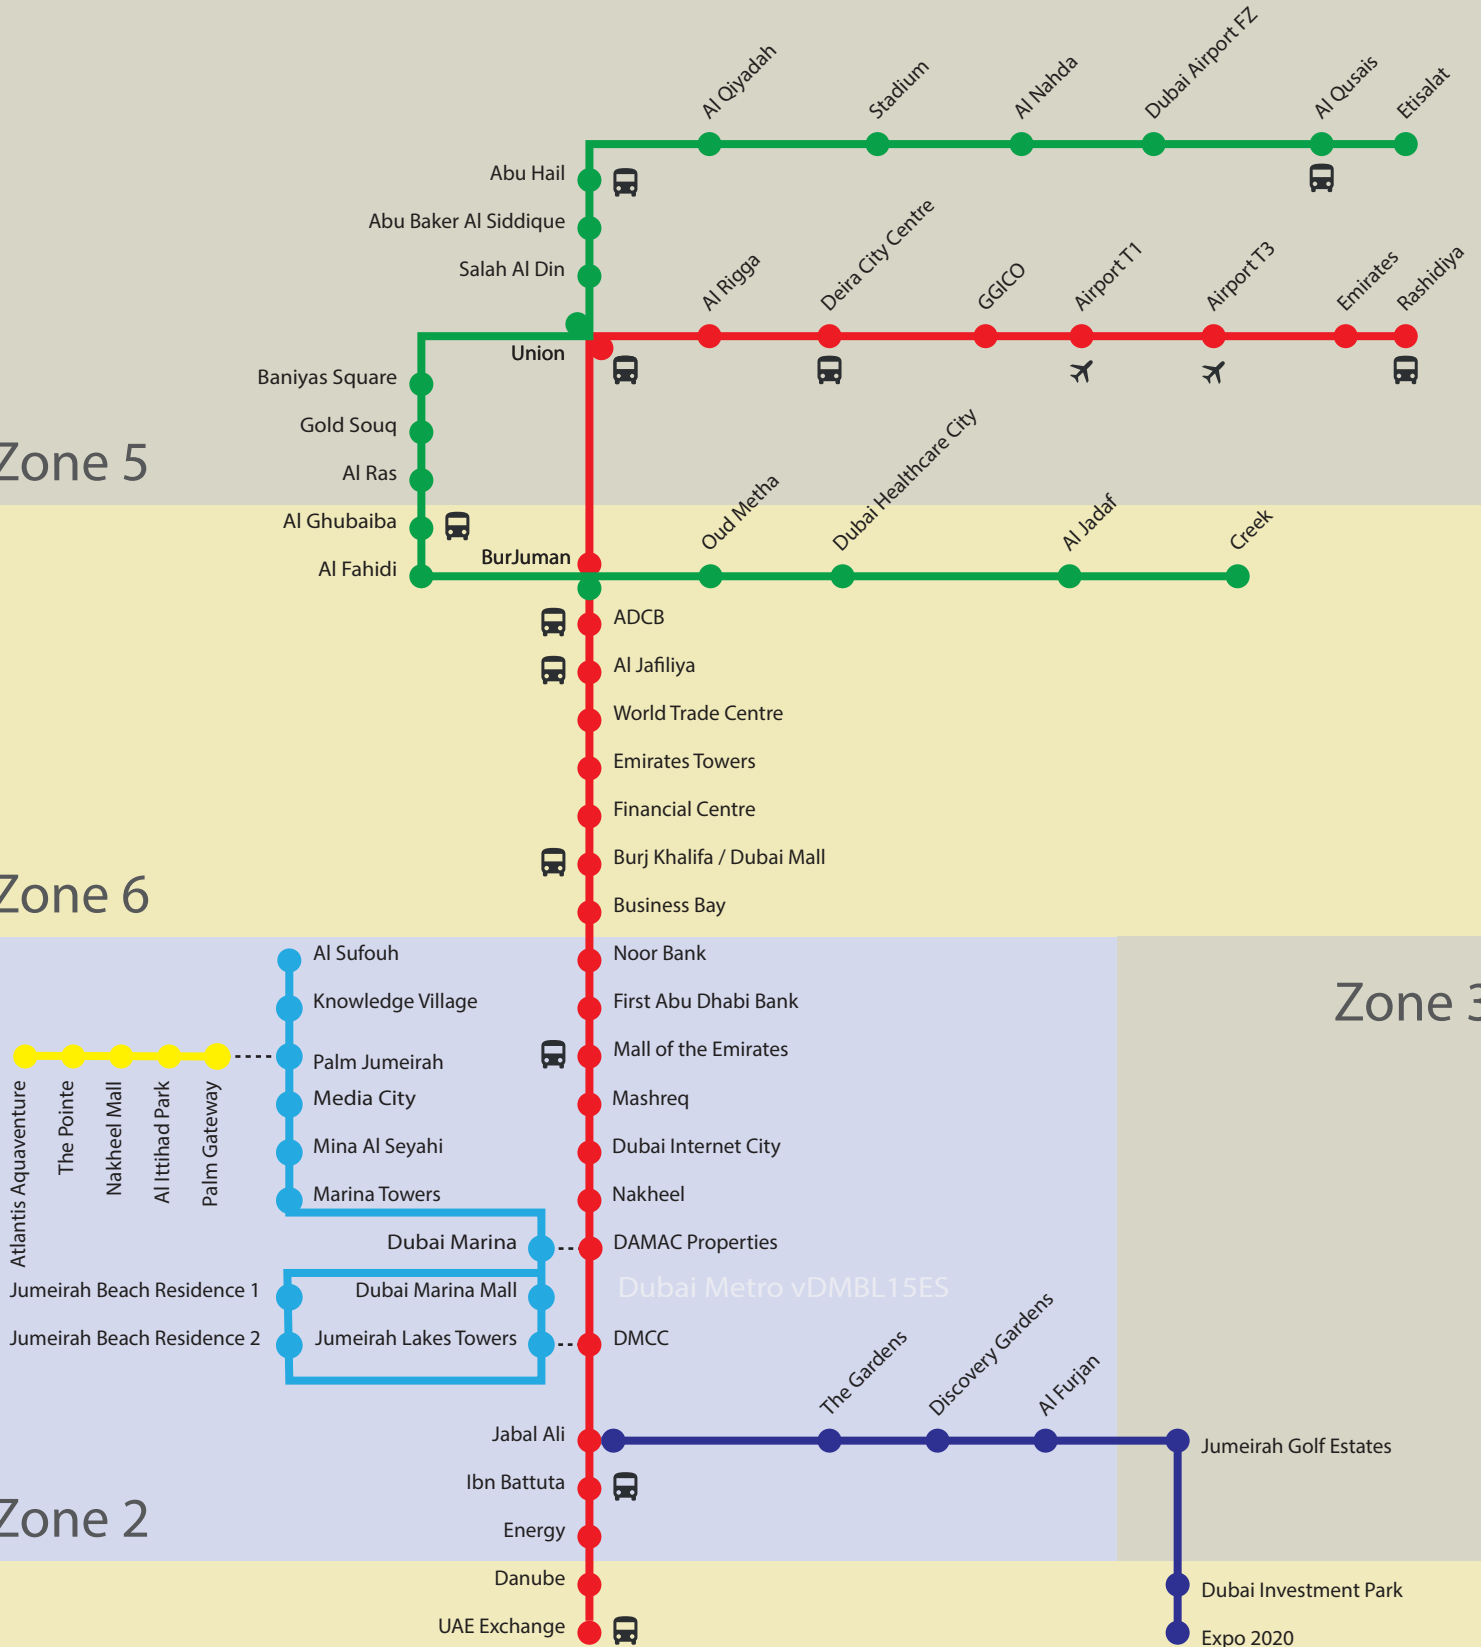 Al Qiyadah
Stadium
Al Nahda
Dubai Airport FZ
Al Qusais
Etisalat
Abu Hail
Abu Baker Al Siddique
Salah Al Din
Union
Al Rigga
Deira City Centre
GGICO
Airport T1
Airport T3
Emirates
Rashidiya
Baniyas Square
Gold Souq
Al Ras
Zone 5
Al Ghubaiba
Al Fahidi
BurJuman
Oud Metha
Dubai Healthcare City
Al Jadaf
Creek
ADCB
Al Jafiliya
World Trade Centre
Emirates Towers
Financial Centre
Burj Khalifa / Dubai Mall
Business Bay
Zone 6
Al Sufouh
Knowledge Village
Palm Jumeirah
Media City
Mina Al Seyahi
Marina Towers
Atlantis Aquaventure
The Pointe
Nakheel Mall
Al Ittihad Park
Palm Gateway
Noor Bank
First Abu Dhabi Bank
Mall of the Emirates
Mashreq
Dubai Internet City
Nakheel
Zone 3
Dubai Marina
DAMAC Properties
Dubai Metro vDMBL15ES
Jumeirah Beach Residence 1
Dubai Marina Mall
Jumeirah Beach Residence 2
Jumeirah Lakes Towers
DMCC
The Gardens
Discovery Gardens
Al Furjan
Jabal Ali
Jumeirah Golf Estates
Ibn Battuta
Zone 2
Energy
Danube
Dubai Investment Park
UAE Exchange
Expo 2020